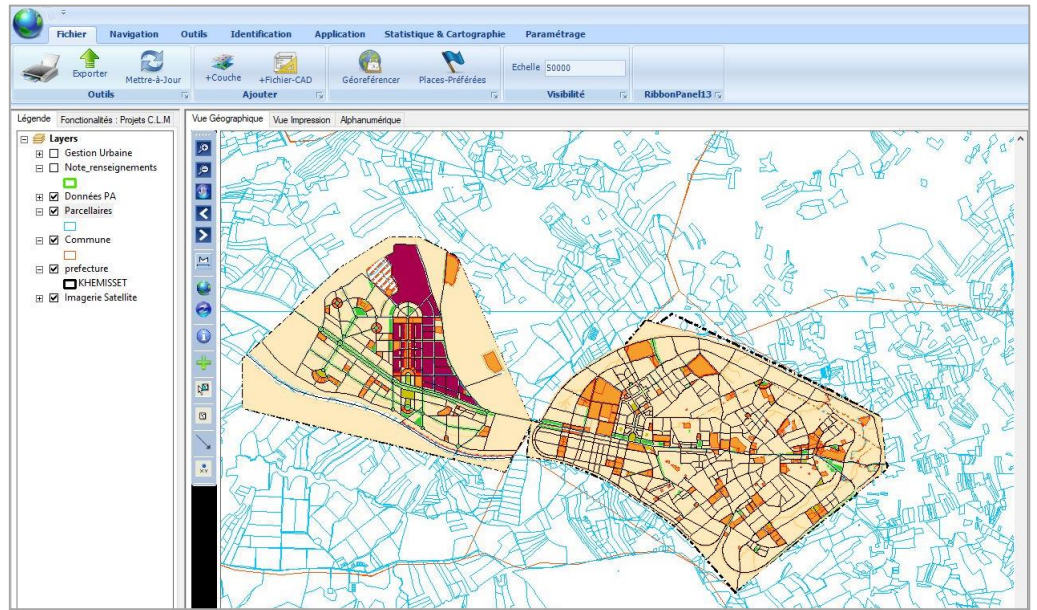 Fichier Navigation Outils Identification Application Statistique & Cartographie Paramétrage
Exporter Mettre-à-Jour +Couche +Fichier-CAD Géoreférencer Places-Préférées Echelle 50000
Outils Ajouter Visibilité RibbonPanel13
Légende Fonctionalités : Projets C.L.M Vue Géographique Vue Impression Alphanumérique
Layers
Gestion Urbaine
Note_renseignements
Données PA
Parcellaires
Commune
prefecture
KHEMISSET
Imagerie Satellite
XY